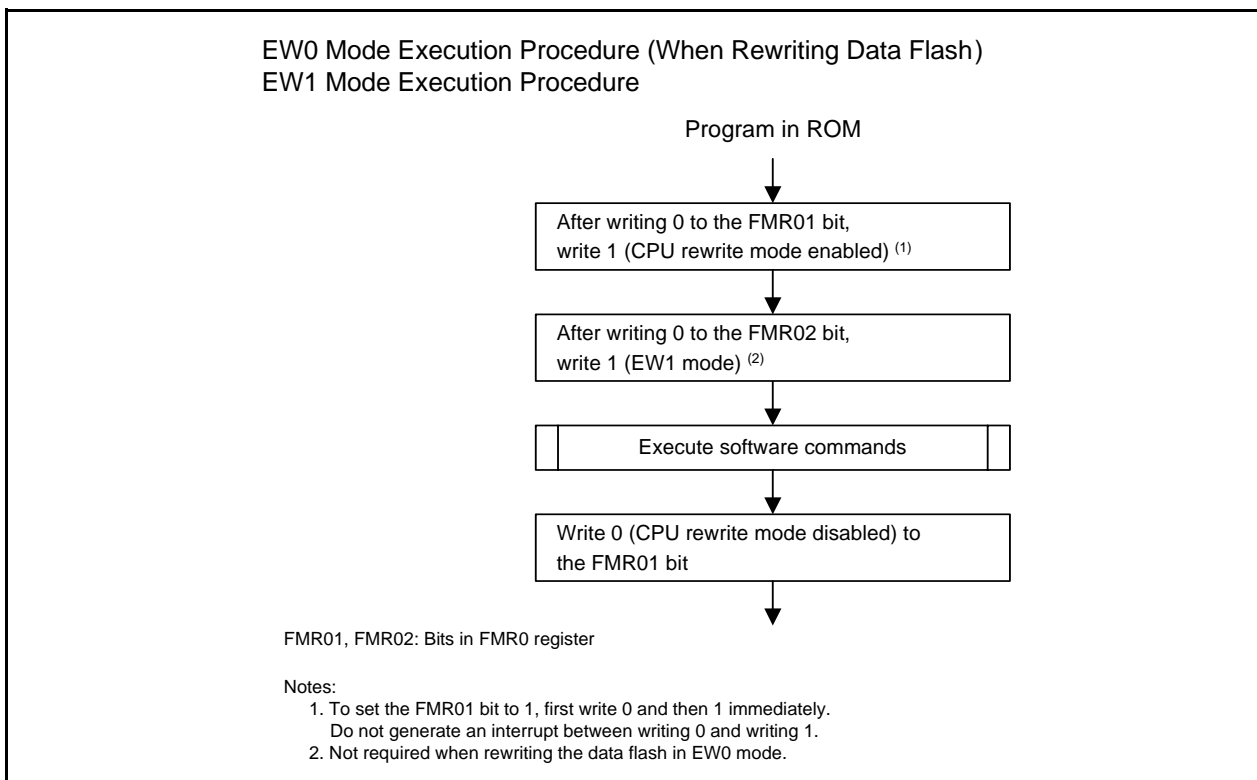 EW0 Mode Execution Procedure (When Rewriting Data Flash)
EW1 Mode Execution Procedure
Program in ROM
After writing 0 to the FMR01 bit,
write 1 (CPU rewrite mode enabled) (1)
After writing 0 to the FMR02 bit,
write 1 (EW1 mode) (2)
Execute software commands
Write 0 (CPU rewrite mode disabled) to
the FMR01 bit
FMR01, FMR02: Bits in FMR0 register
Notes:
1. To set the FMR01 bit to 1, first write 0 and then 1 immediately.
Do not generate an interrupt between writing 0 and writing 1.
2. Not required when rewriting the data flash in EW0 mode.